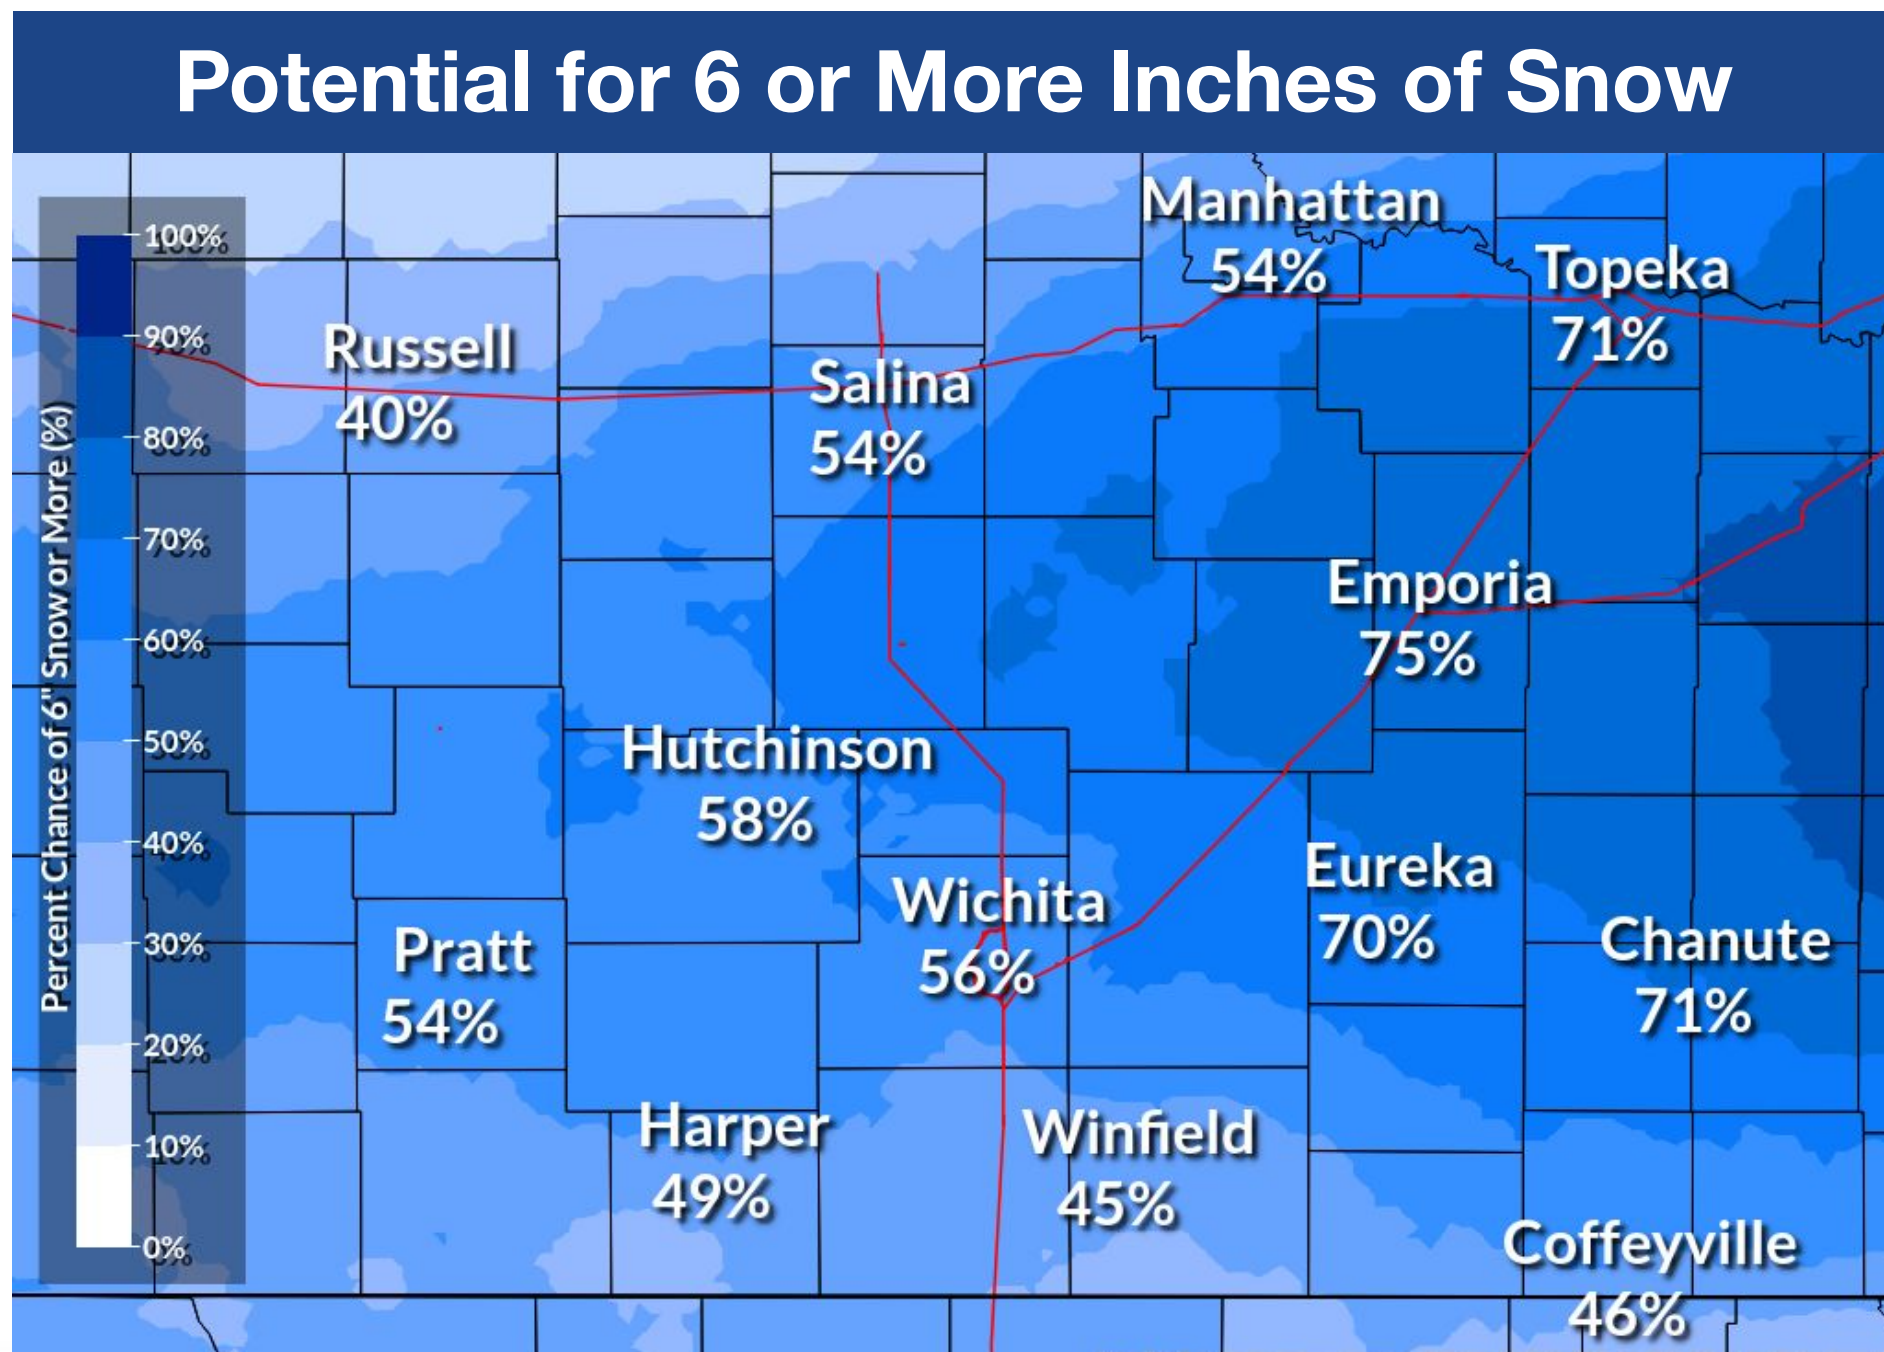 Potential for 6 or More Inches of Snow
Percent Chance of 6" Snow or More (%)
100%
90%
80%
70%
60%
50%
40%
30%
20%
10%
0%
Manhattan
54%
Topeka
71%
Russell
40%
Salina
54%
Emporia
75%
Hutchinson
58%
Eureka
70%
Wichita
56%
Chanute
71%
Pratt
54%
Harper
49%
Winfield
45%
Coffeyville
46%